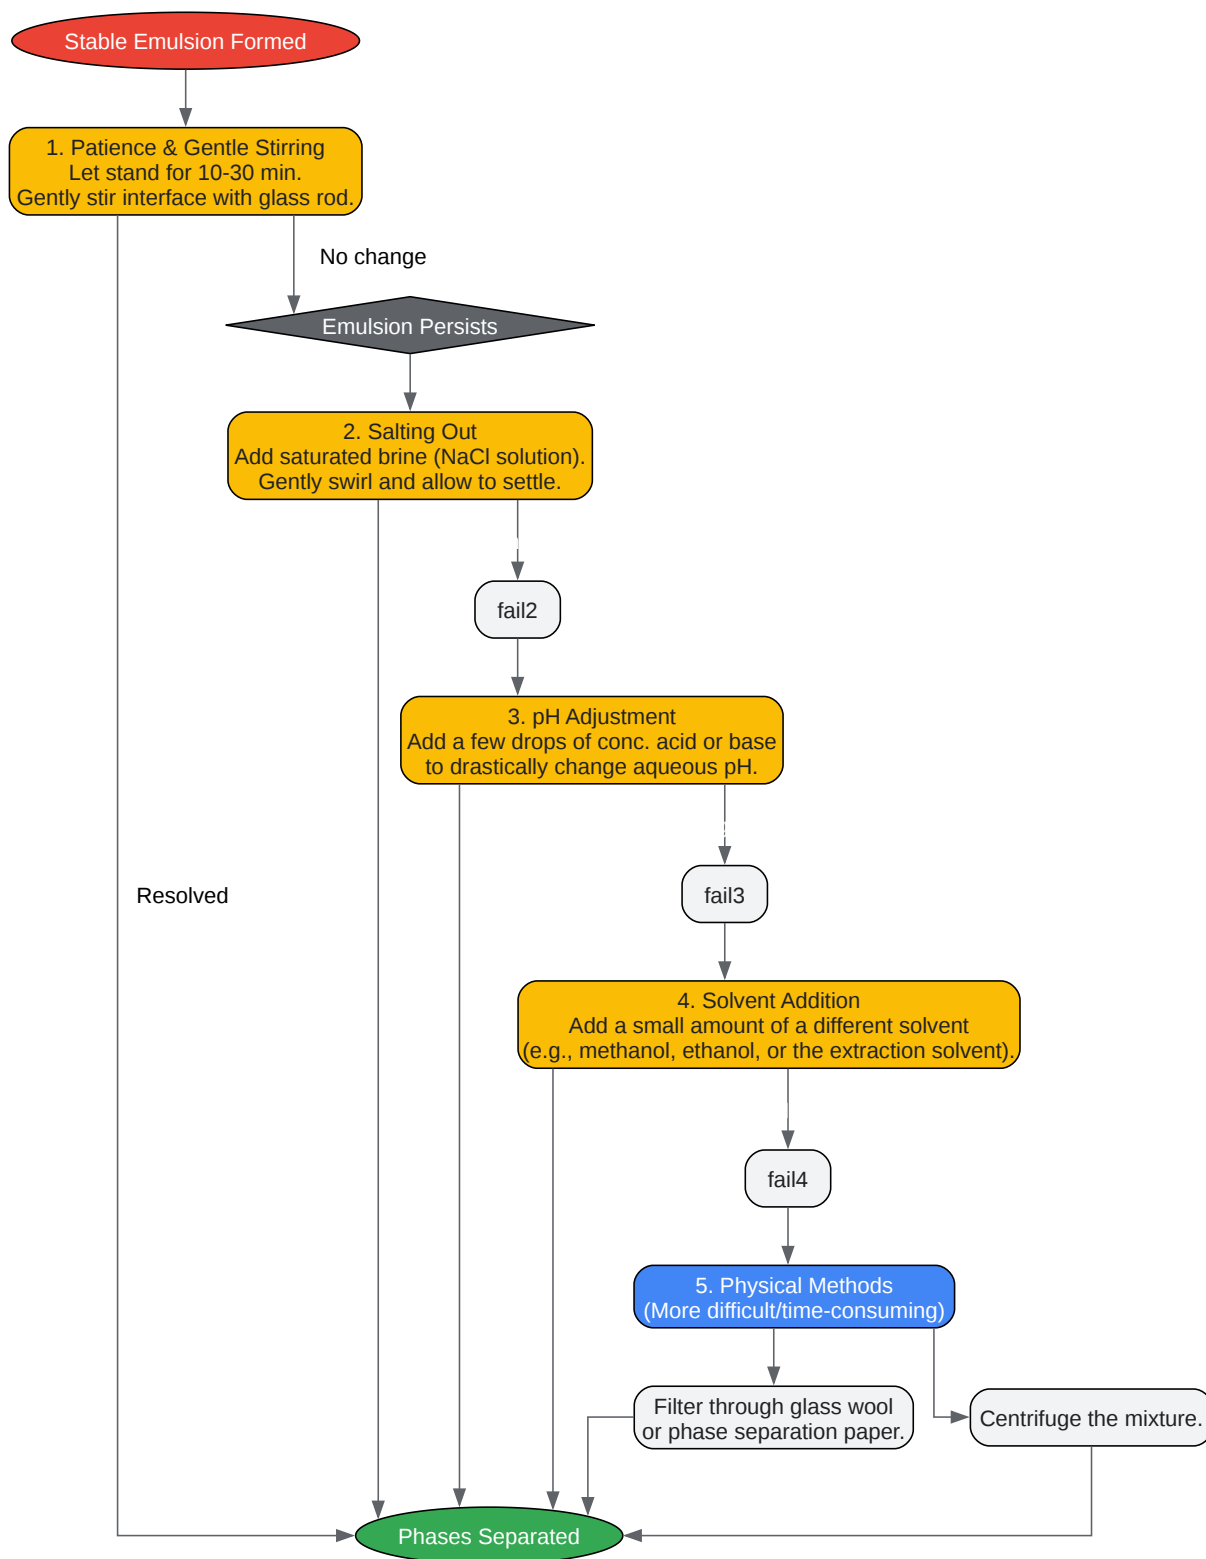 Stable Emulsion Formed
1. Patience & Gentle Stirring
Let stand for 10-30 min.
Gently stir interface with glass rod.
No change
Emulsion Persists
2. Salting Out
Add saturated brine (NaCl solution).
Gently swirl and allow to settle.
fail2
3. pH Adjustment
Add a few drops of conc. acid or base
to drastically change aqueous pH.
Resolved
fail3
4. Solvent Addition
Add a small amount of a different solvent
(e.g., methanol, ethanol, or the extraction solvent).
fail4
5. Physical Methods
(More difficult/time-consuming)
Filter through glass wool
or phase separation paper.
Centrifuge the mixture.
Phases Separated